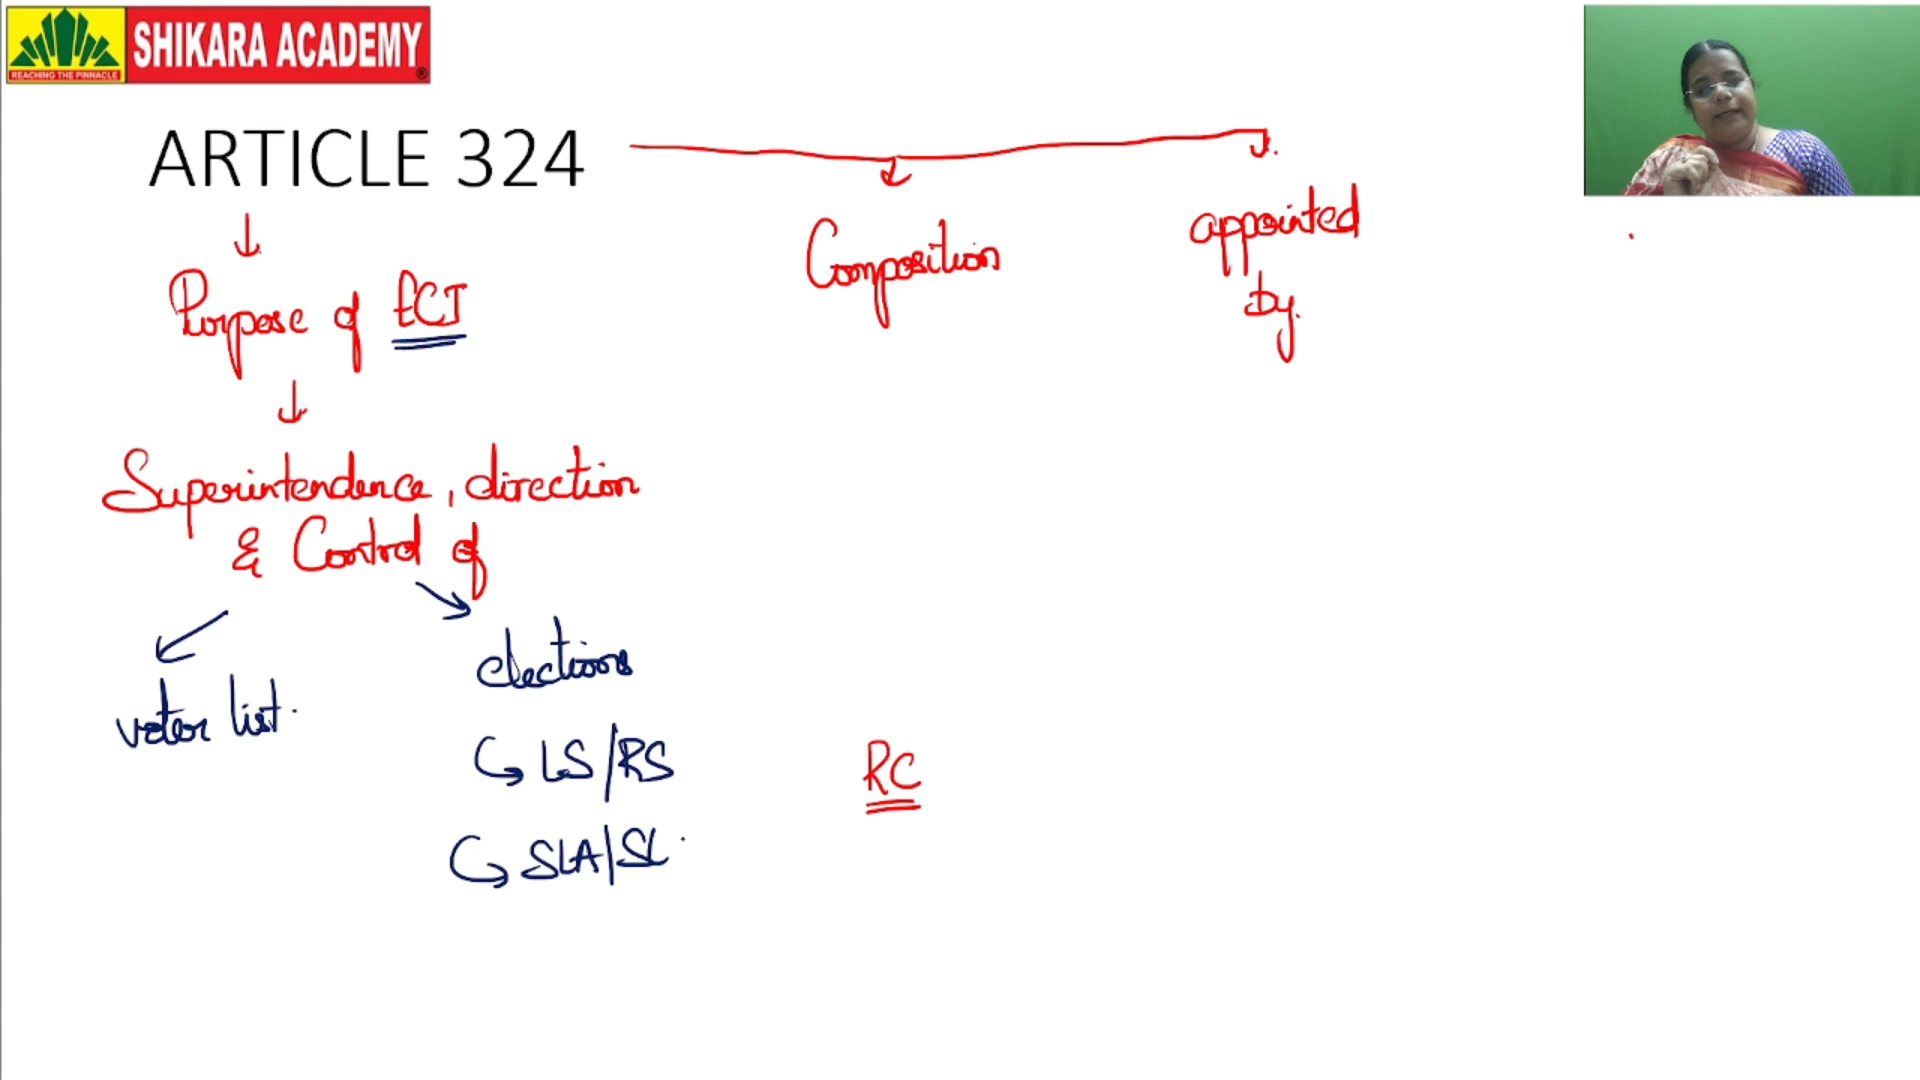 SHIKARA ACADEMY
REACHING THE PINNACLE
ARTICLE 324
Purpose of ECI
Superintendence, direction
& Control of
voter list.
elections
LS/RS
SLA/SL
Composition
appointed
by.
RC